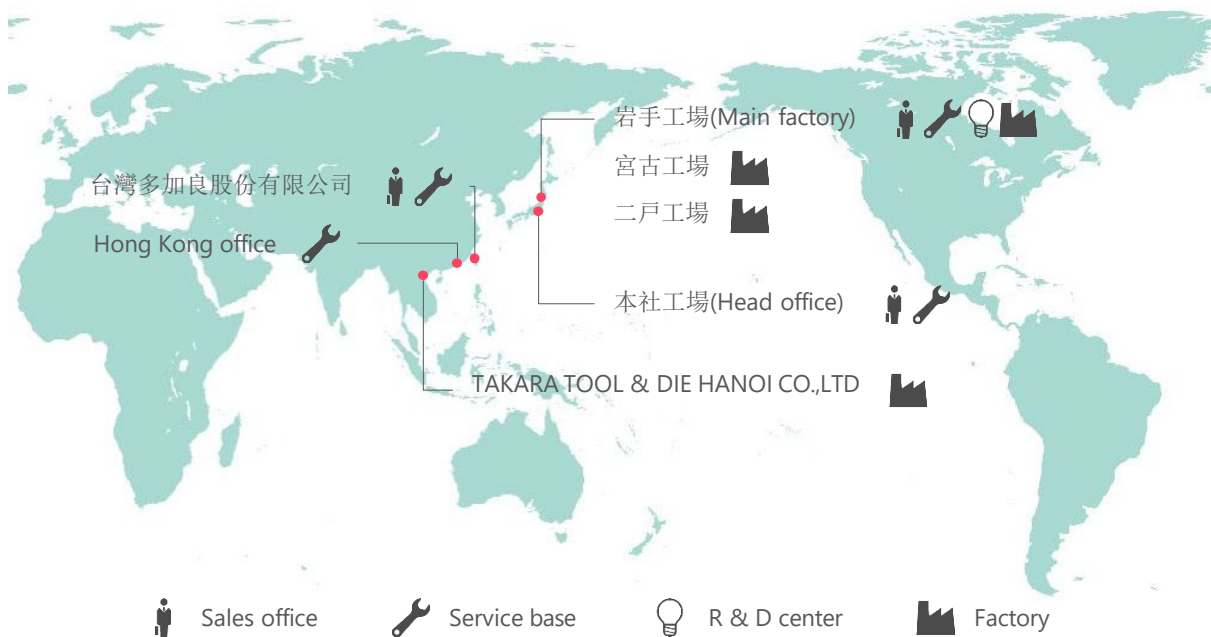 岩手工場(Main factory)
宮古工場
台灣多加良股份有限公司
二戸工場
Hong Kong office
本社工場(Head office)
TAKARA TOOL & DIE HANOI CO.,LTD
Sales office
Service base
R & D center
Factory